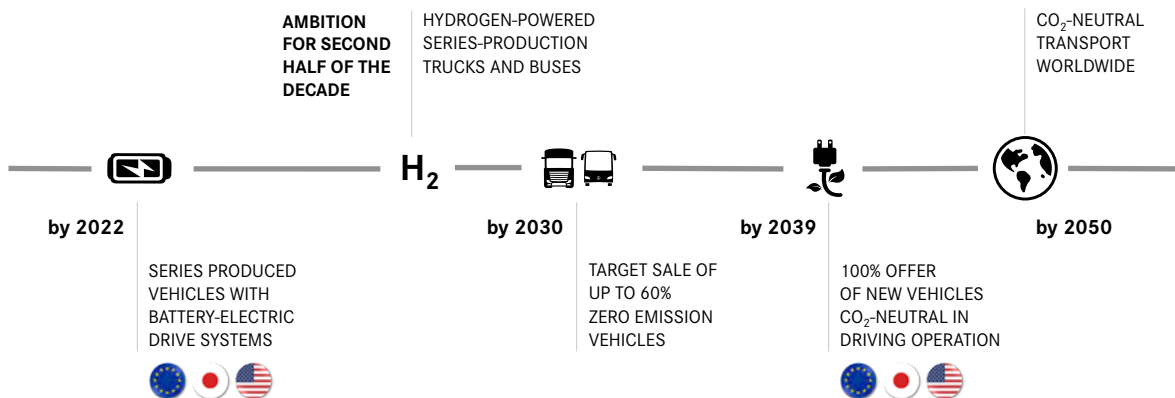 AMBITION
FOR SECOND
HALF OF THE
DECADE
HYDROGEN-POWERED
SERIES-PRODUCTION
TRUCKS AND BUSES
CO₂-NEUTRAL
TRANSPORT
WORLDWIDE
H₂
by 2022
by 2030
by 2039
by 2050
SERIES PRODUCED
VEHICLES WITH
BATTERY-ELECTRIC
DRIVE SYSTEMS
TARGET SALE OF
UP TO 60%
ZERO EMISSION
VEHICLES
100% OFFER
OF NEW VEHICLES
CO₂-NEUTRAL IN
DRIVING OPERATION